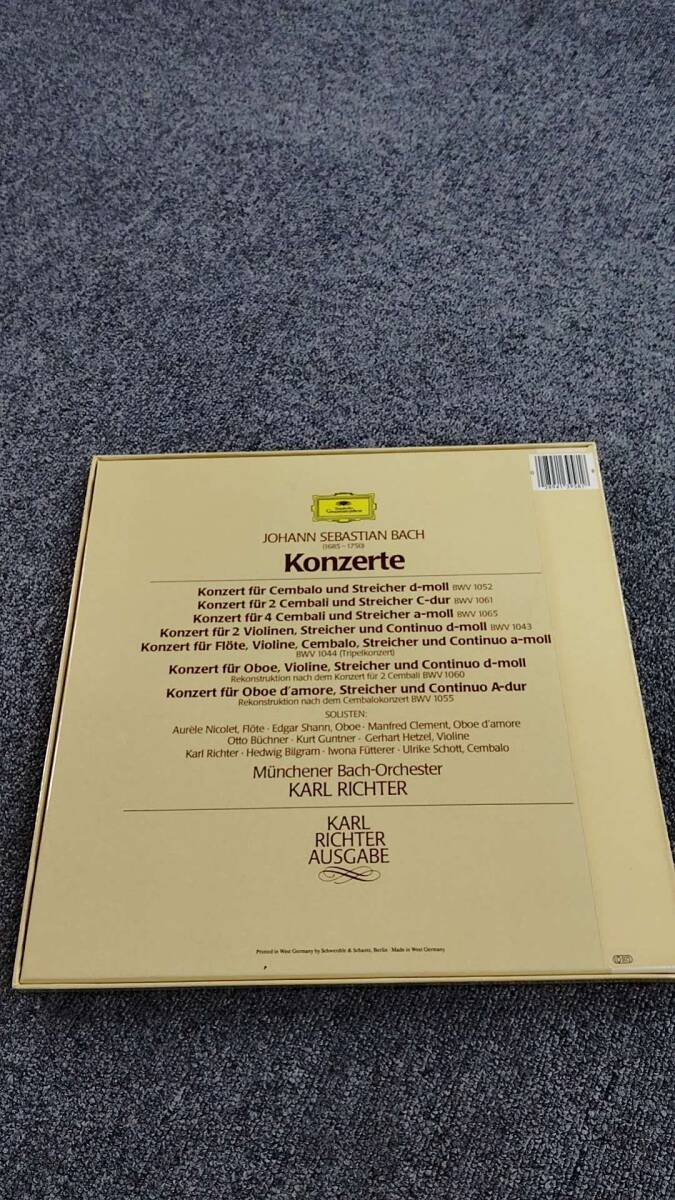 Deutsche
Grammophon
JOHANN SEBASTIAN BACH
(1685–1750)
Konzerte
Konzert für Cembalo und Streicher d-moll BWV 1052
Konzert für 2 Cembali und Streicher C-dur BWV 1061
Konzert für 4 Cembali und Streicher a-moll BWV 1065
Konzert für 2 Violinen, Streicher und Continuo d-moll BWV 1043
Konzert für Flöte, Violine, Cembalo, Streicher und Continuo a-moll
BWV 1044 (Tripelkonzert)
Konzert für Oboe, Violine, Streicher und Continuo d-moll
Rekonstruktion nach dem Konzert für 2 Cembali BWV 1060
Konzert für Oboe d'amore, Streicher und Continuo A-dur
Rekonstruktion nach dem Cembalokonzert BWV 1055
SOLISTEN:
Aurèle Nicolet, Flöte · Edgar Shann, Oboe · Manfred Clement, Oboe d'amore
Otto Büchner · Kurt Guntner · Gerhart Hetzel, Violine
Karl Richter · Hedwig Bilgram · Iwona Fütterer · Ulrike Schott, Cembalo
Münchener Bach-Orchester
KARL RICHTER
KARL
RICHTER
AUSGABE
Printed in West Germany by Schwerdtle & Schantz, Berlin · Made in West Germany